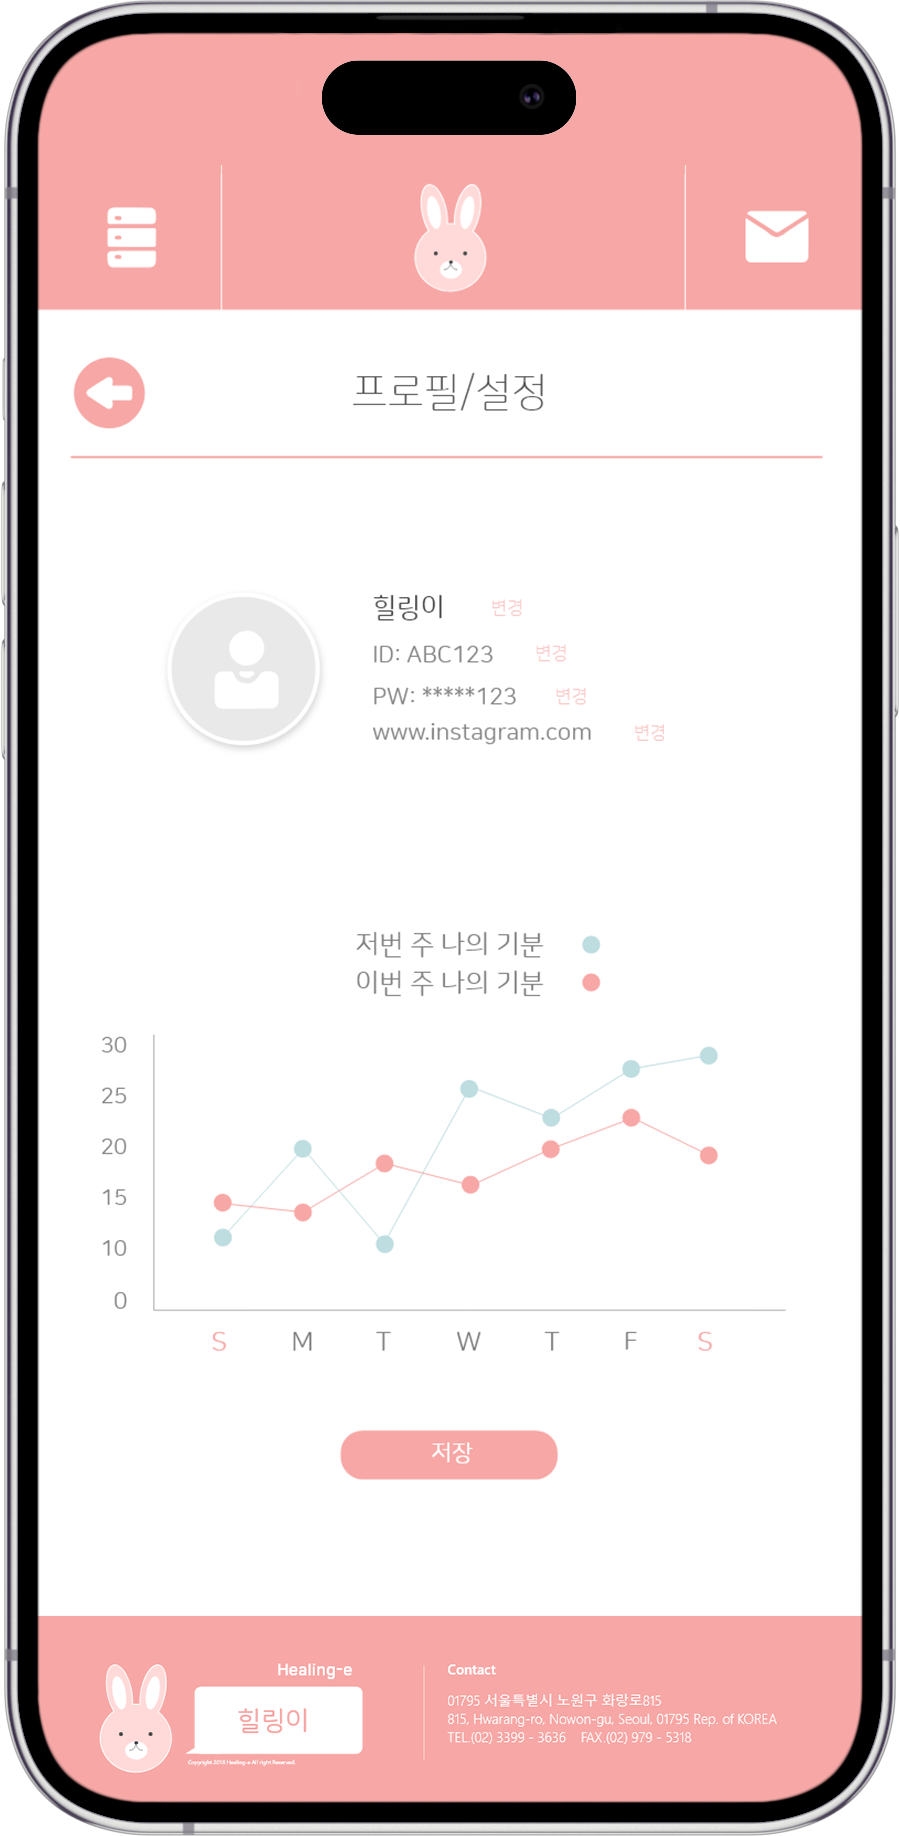 프로필/설정
힐링이 변경
ID: ABC123 변경
PW: *****123 변경
www.instagram.com 변경
저번 주 나의 기분
이번 주 나의 기분
30
25
20
15
10
0
S M T W T F S
저장
Healing-e
힐링이
Copyright 2018 Healing-e All right Reserved.
Contact
01795 서울특별시 노원구 화랑로815
815, Hwarang-ro, Nowon-gu, Seoul, 01795 Rep. of KOREA
TEL.(02) 3399 - 3636 FAX.(02) 979 - 5318